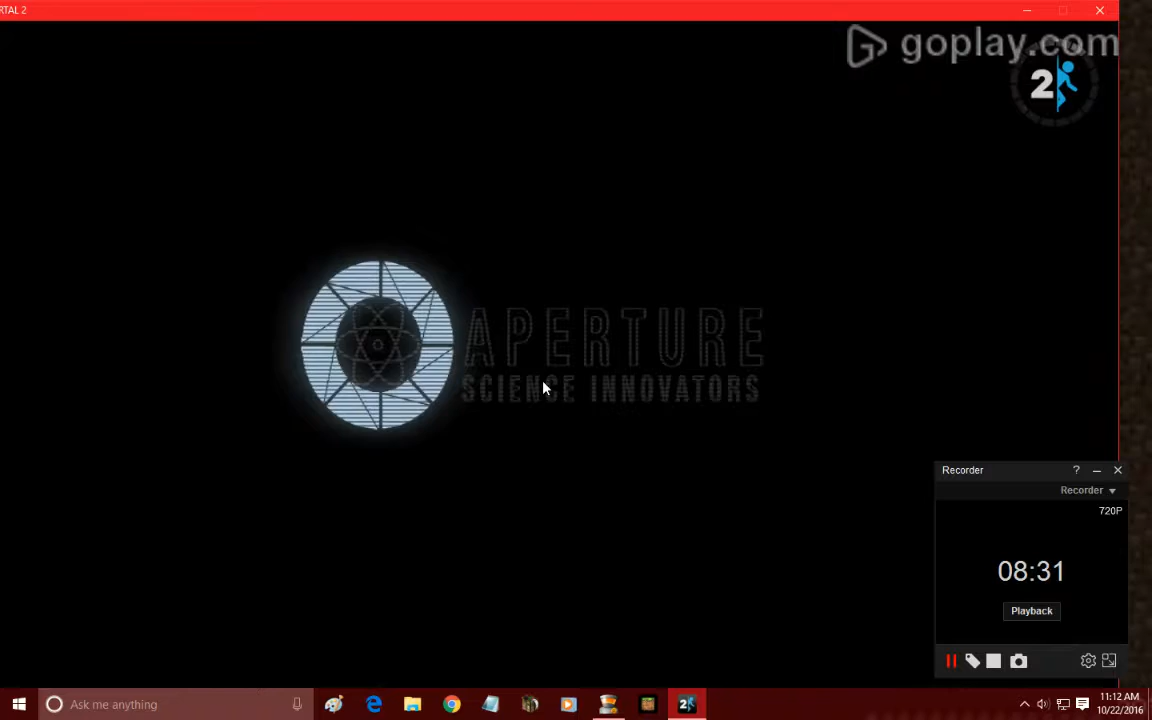 RTAL 2
goplay.com
2
APERTURE
SCIENCE INNOVATORS
Recorder
?
Recorder
720P
08:31
Playback
Ask me anything
2
11:12 AM
10/22/2016